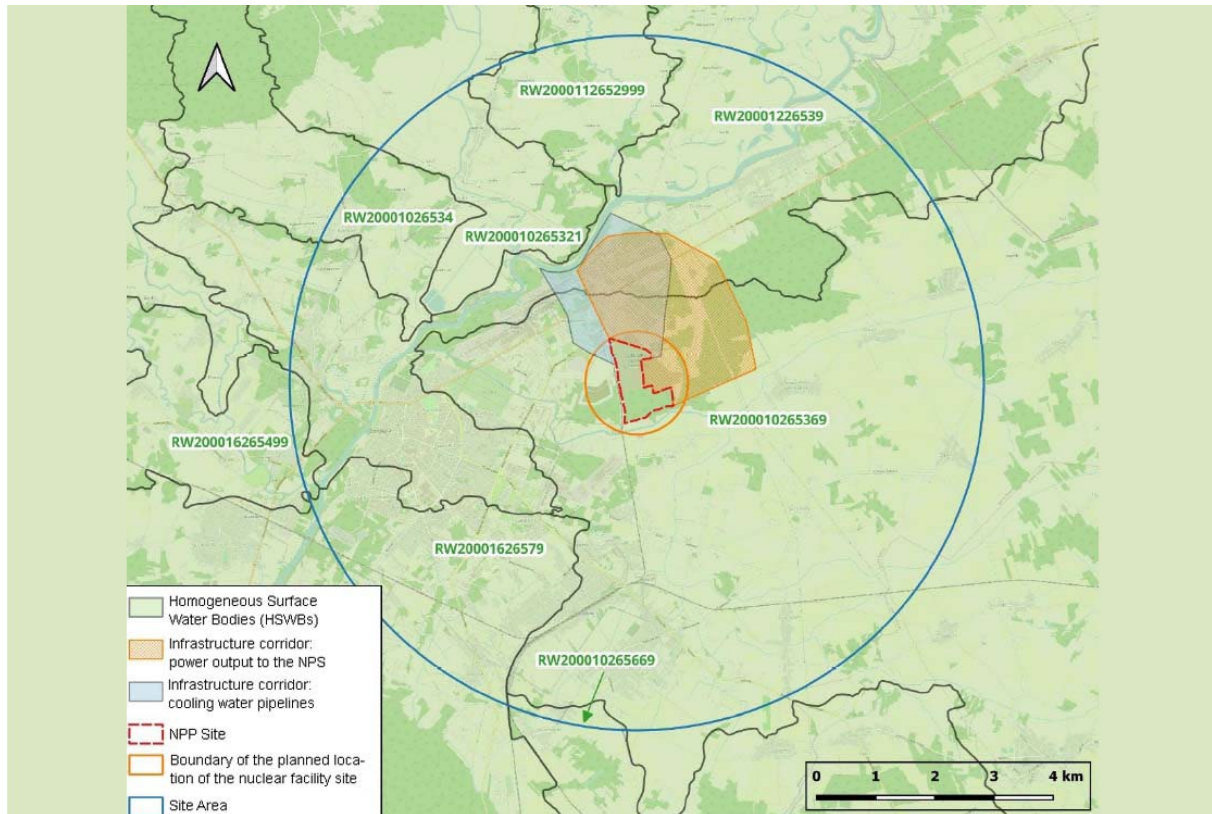 RW2000112652999
RW20001226539
RW20001026534
RW200010265321
RW200010265369
RW200016265499
RW20001626579
RW200010265669
Homogeneous Surface
Water Bodies (HSWBs)
Infrastructure corridor:
power output to the NPS
Infrastructure corridor:
cooling water pipelines
NPP Site
Boundary of the planned loca-
tion of the nuclear facility site
Site Area
0 1 2 3 4 km